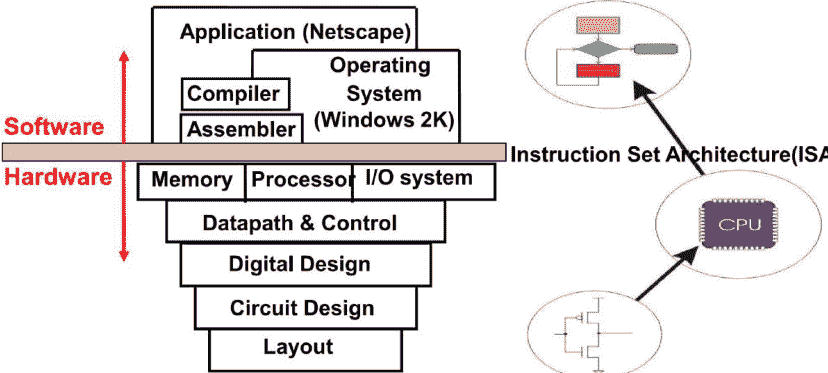 Application (Netscape)
Operating
System
(Windows 2K)
Compiler
Assembler
Software
Instruction Set Architecture(ISA
Hardware
Memory
Processor
I/O system
Datapath & Control
Digital Design
Circuit Design
Layout
CPU